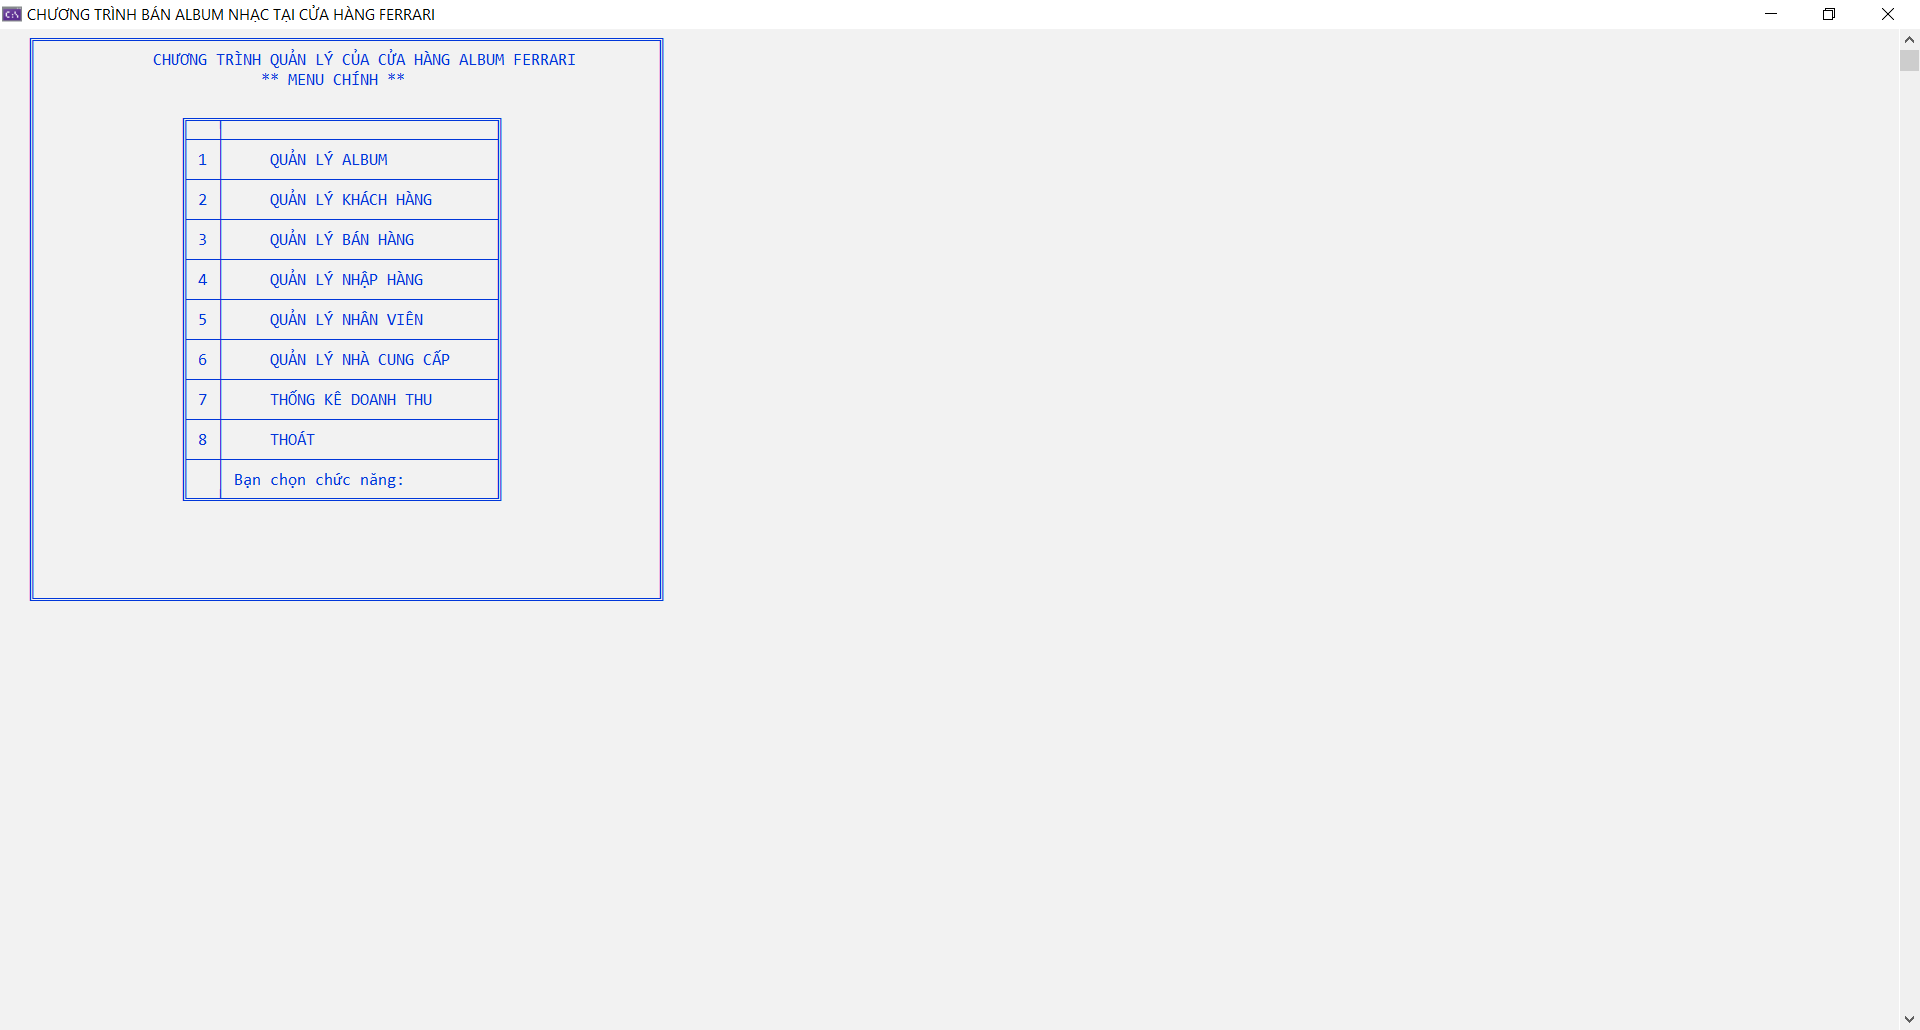 CHƯƠNG TRÌNH BÁN ALBUM NHẠC TẠI CỬA HÀNG FERRARI
CHƯƠNG TRÌNH QUẢN LÝ CỦA CỬA HÀNG ALBUM FERRARI
** MENU CHÍNH **
1 QUẢN LÝ ALBUM
2 QUẢN LÝ KHÁCH HÀNG
3 QUẢN LÝ BÁN HÀNG
4 QUẢN LÝ NHẬP HÀNG
5 QUẢN LÝ NHÂN VIÊN
6 QUẢN LÝ NHÀ CUNG CẤP
7 THỐNG KÊ DOANH THU
8 THOÁT
Bạn chọn chức năng: